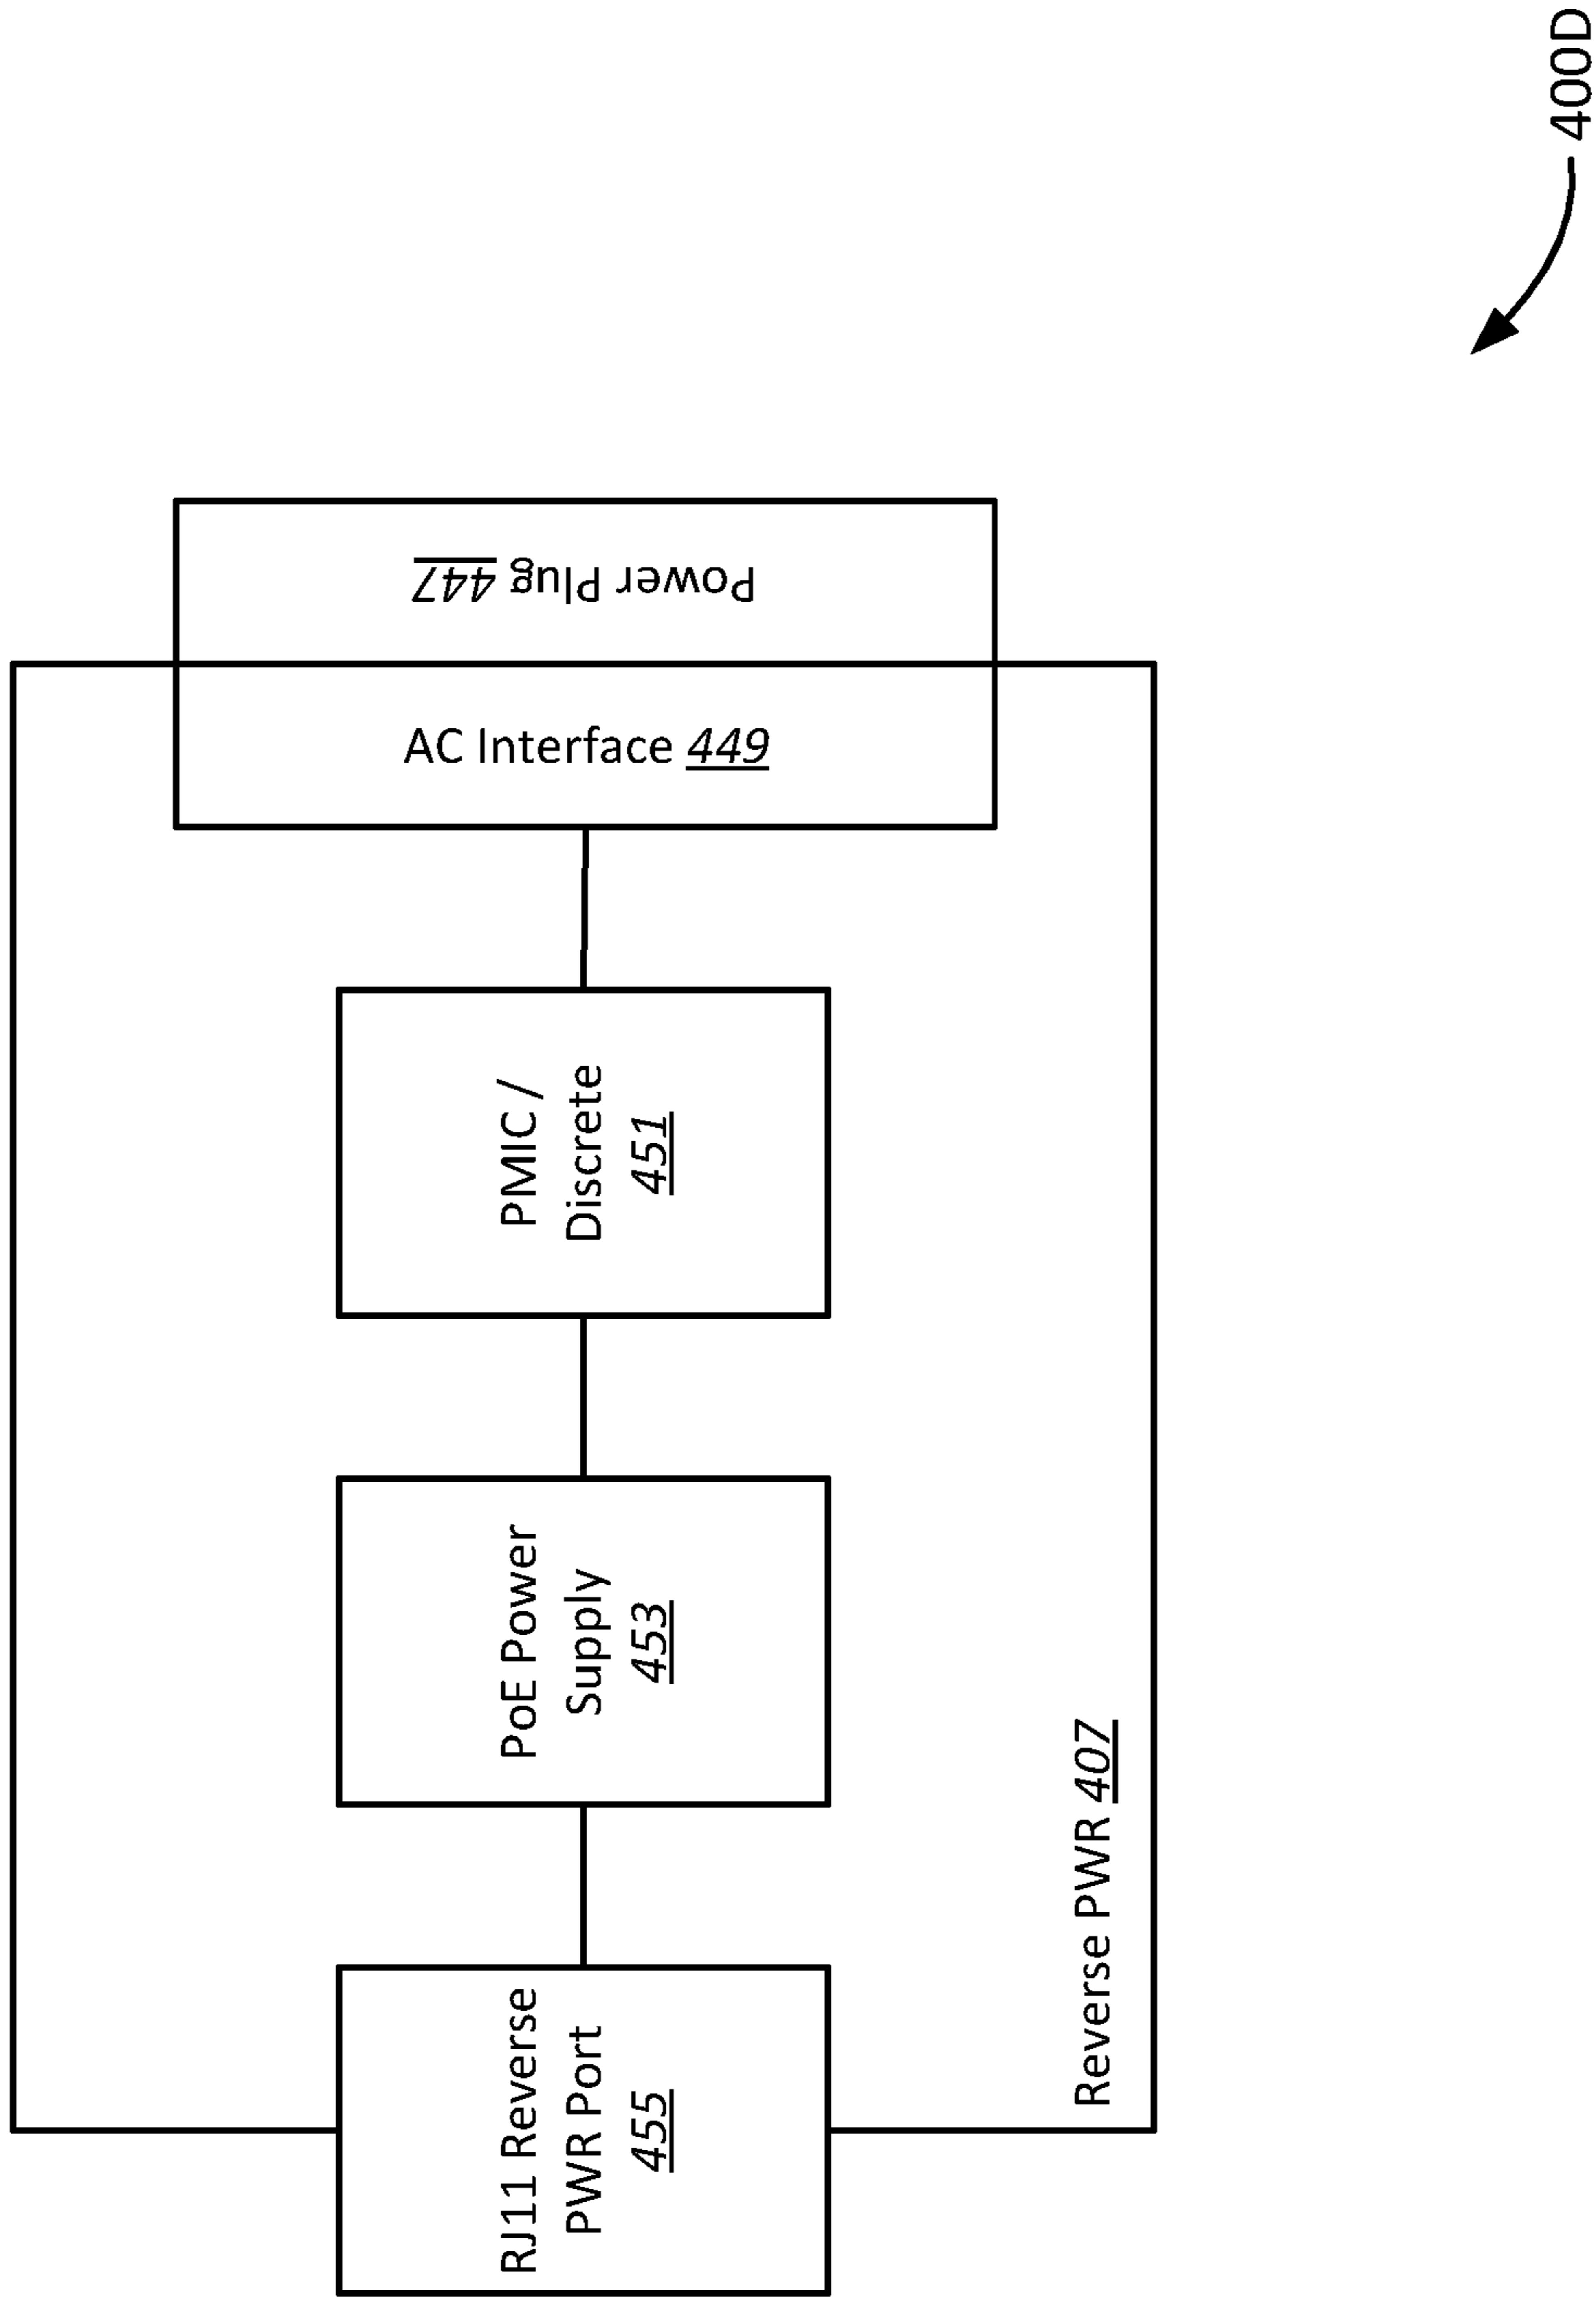 RJ11 Reverse
PWR Port
455
PoE Power
Supply
453
PMIC /
Discrete
451
AC Interface 449
Power Plug 447
Reverse PWR 407
400D